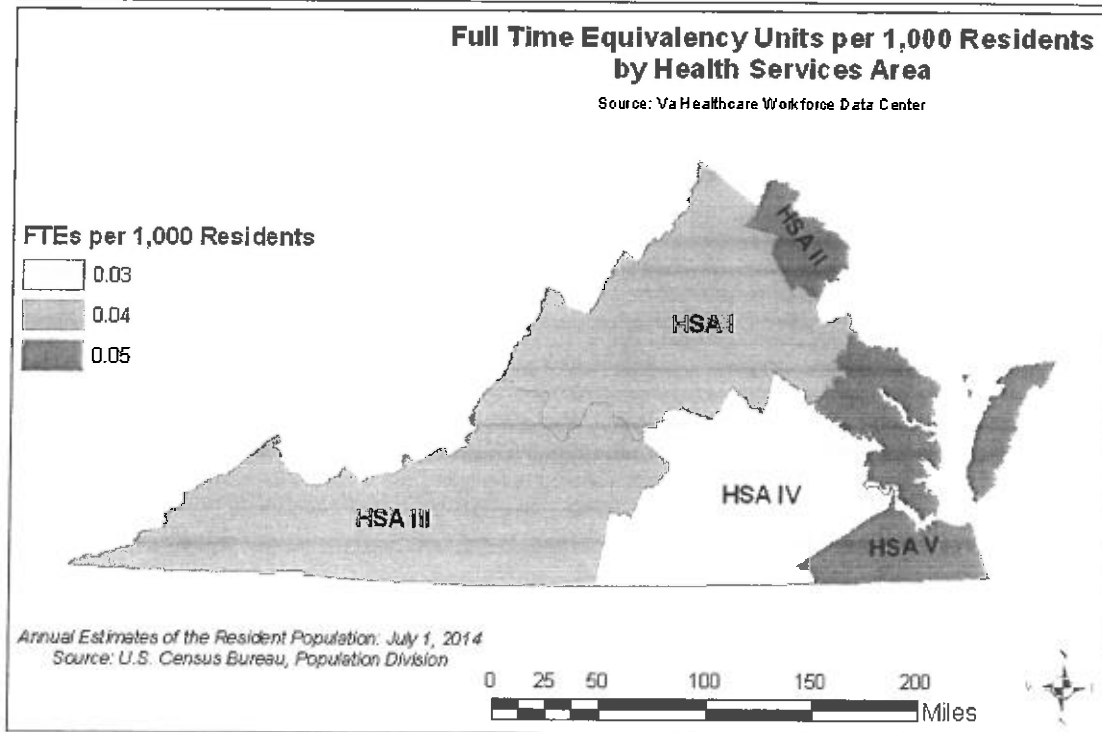 Full Time Equivalency Units per 1,000 Residents
by Health Services Area
Source: Va Healthcare Workforce Data Center
FTEs per 1,000 Residents
0.03
0.04
0.05
HSA II
HSA I
HSA IV
HSA III
HSA V
Annual Estimates of the Resident Population: July 1, 2014
Source: U.S. Census Bureau, Population Division
0 25 50 100 150 200
Miles